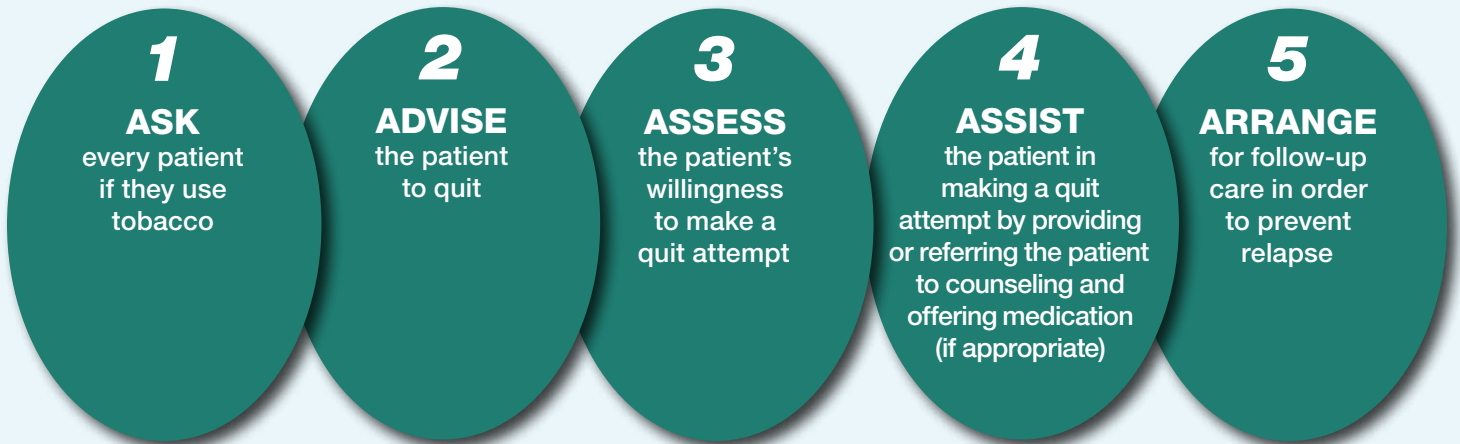 1
ASK
every patient
if they use
tobacco
2
ADVISE
the patient
to quit
3
ASSESS
the patient’s
willingness
to make a
quit attempt
4
ASSIST
the patient in
making a quit
attempt by providing
or referring the patient
to counseling and
offering medication
(if appropriate)
5
ARRANGE
for follow-up
care in order
to prevent
relapse